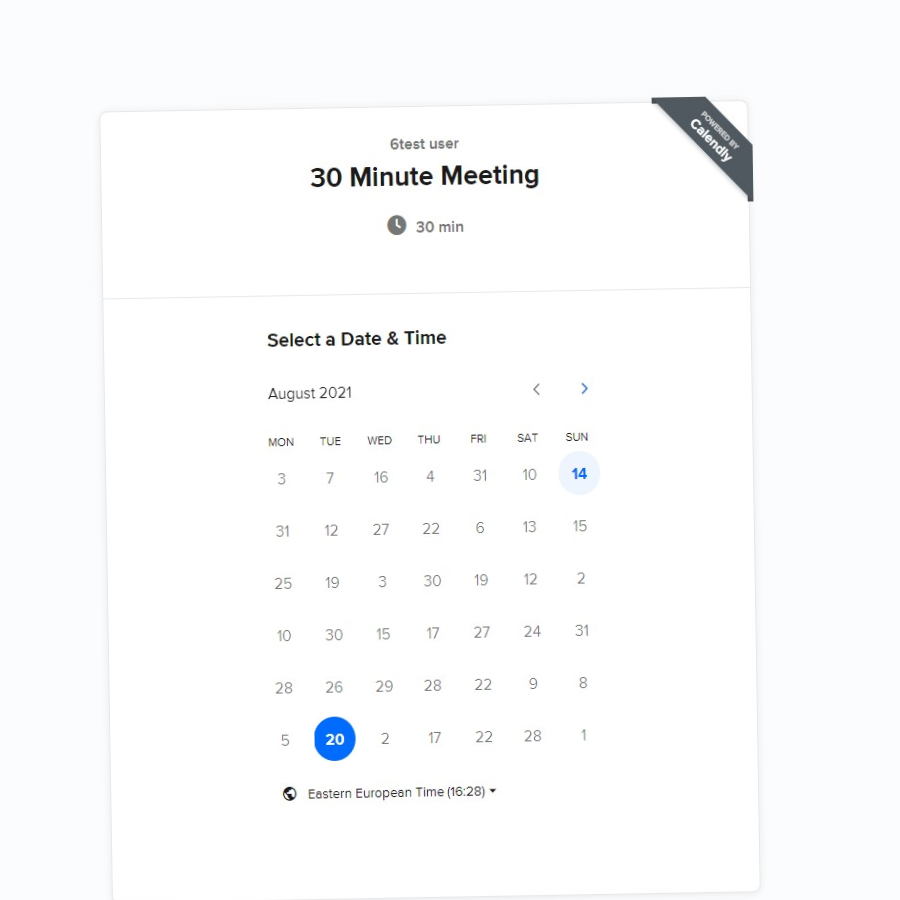 POWERED BY
Calendly
6test user
30 Minute Meeting
30 min
Select a Date & Time
August 2021
MON TUE WED THU FRI SAT SUN
3 7 16 4 31 10 14
31 12 27 22 6 13 15
25 19 3 30 19 12 2
10 30 15 17 27 24 31
28 26 29 28 22 9 8
5 20 2 17 22 28 1
Eastern European Time (16:28)